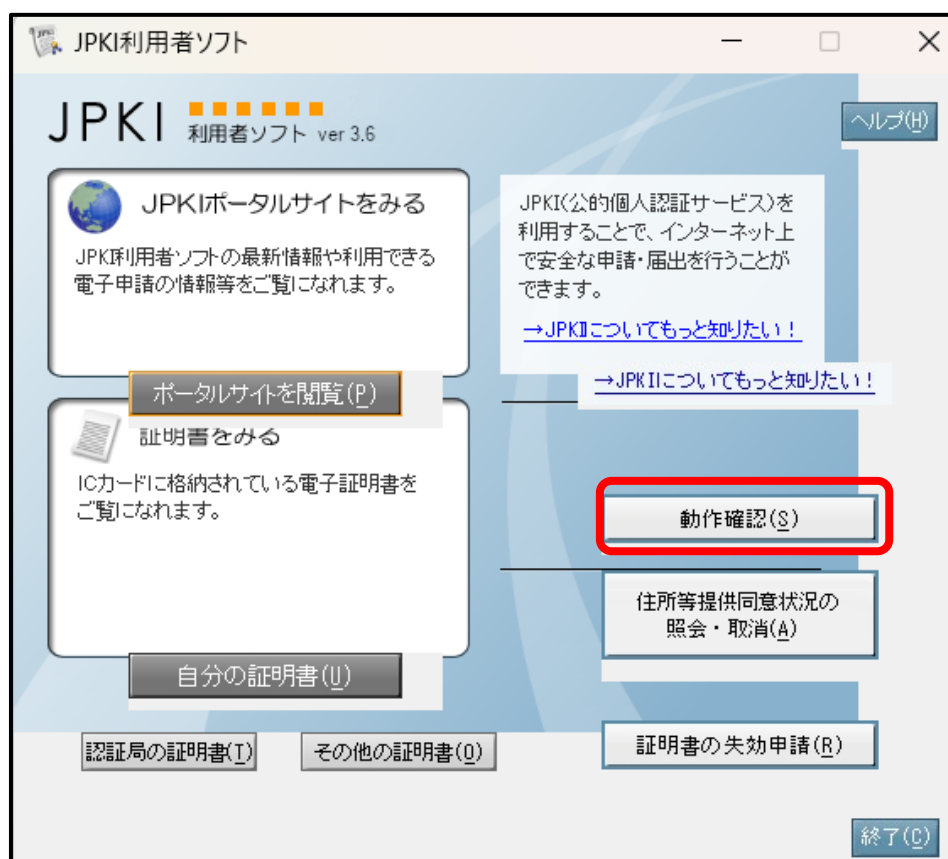 JPKI利用者ソフト
JPKI 利用者ソフト ver 3.6
ヘルプ(H)
JPKIポータルサイトをみる
JPKI利用者ソフトの最新情報や利用できる
電子申請の情報等をご覧になれます。
ポータルサイトを閲覧(P)
JPKI(公的個人認証サービス)を
利用することで、インターネット上
で安全な申請・届出を行うことが
できます。
→JPKIについてもっと知りたい！
→JPKIについてもっと知りたい！
証明書をみる
ICカードに格納されている電子証明書を
ご覧になれます。
自分の証明書(U)
動作確認(S)
住所等提供同意状況の
照会・取消(A)
認証局の証明書(T)
その他の証明書(O)
証明書の失効申請(R)
終了(C)